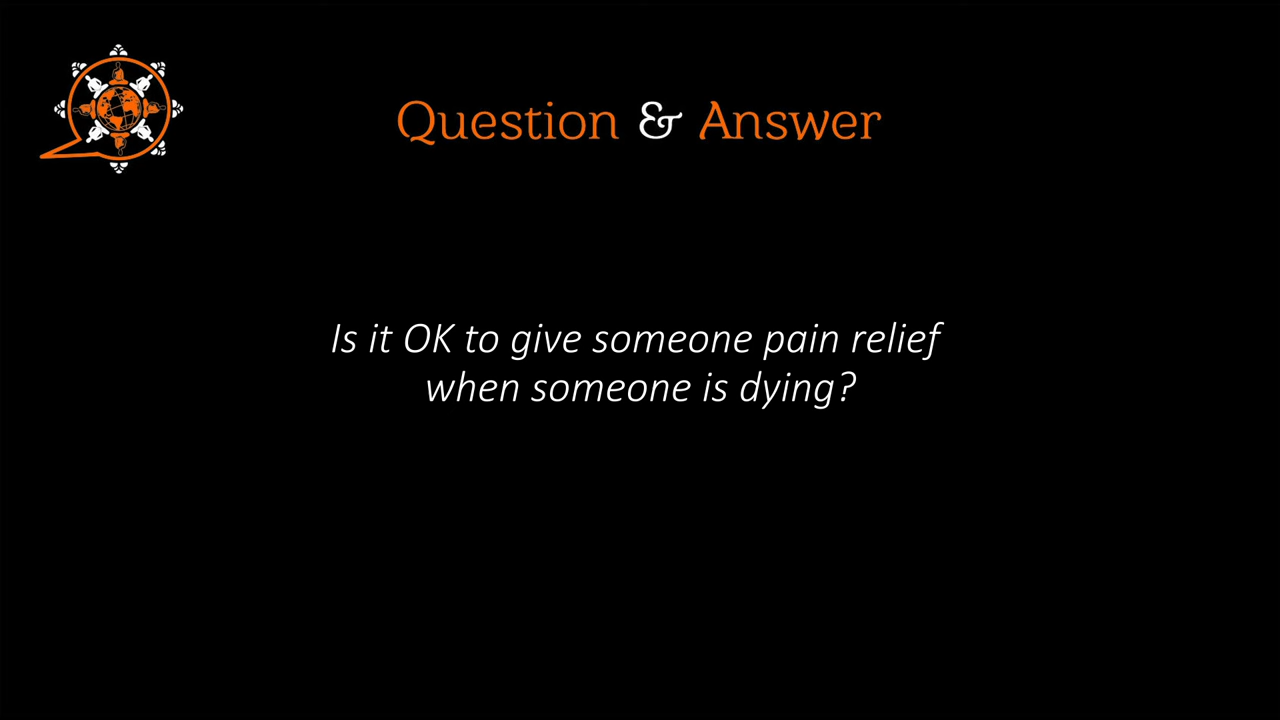 Question & Answer
Is it OK to give someone pain relief
when someone is dying?